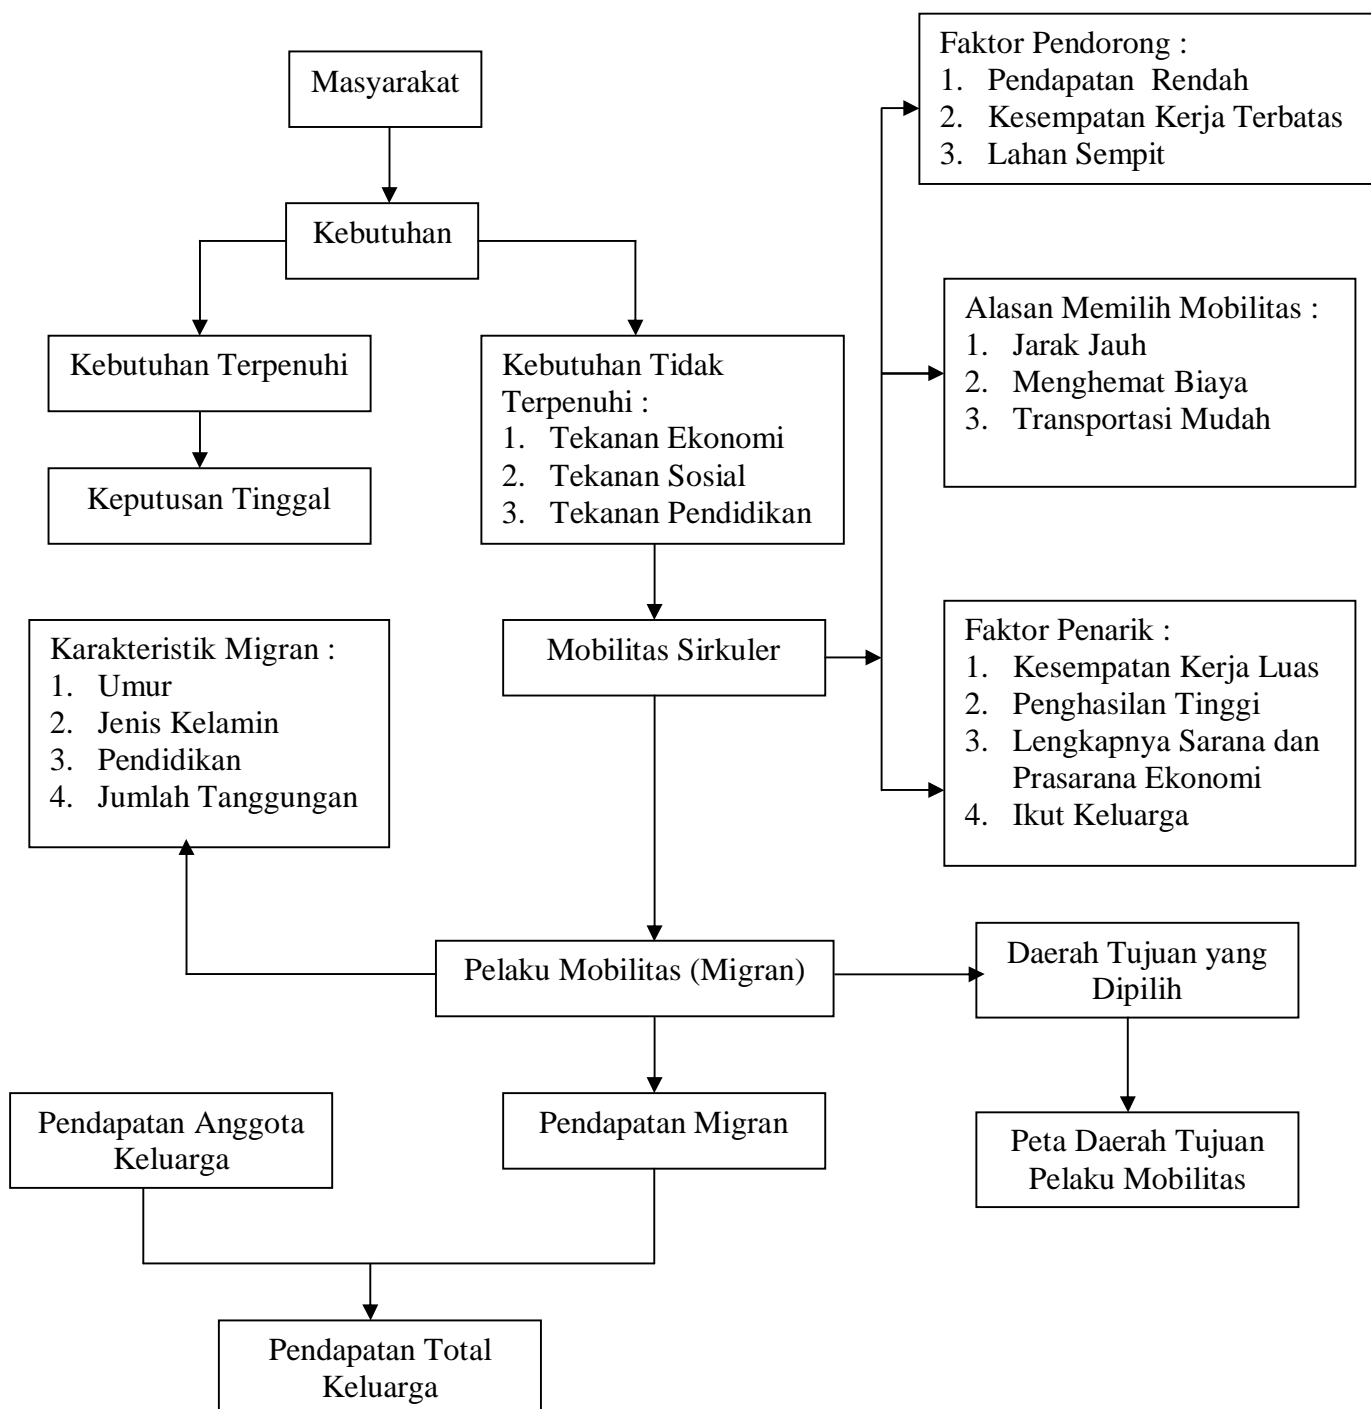 Masyarakat
Kebutuhan
Kebutuhan Terpenuhi
Keputusan Tinggal
Kebutuhan Tidak
Terpenuhi :
1. Tekanan Ekonomi
2. Tekanan Sosial
3. Tekanan Pendidikan
Faktor Pendorong :
1. Pendapatan Rendah
2. Kesempatan Kerja Terbatas
3. Lahan Sempit
Alasan Memilih Mobilitas :
1. Jarak Jauh
2. Menghemat Biaya
3. Transportasi Mudah
Karakteristik Migran :
1. Umur
2. Jenis Kelamin
3. Pendidikan
4. Jumlah Tanggungan
Mobilitas Sirkuler
Faktor Penarik :
1. Kesempatan Kerja Luas
2. Penghasilan Tinggi
3. Lengkapnya Sarana dan
Prasarana Ekonomi
4. Ikut Keluarga
Pelaku Mobilitas (Migran)
Daerah Tujuan yang
Dipilih
Pendapatan Anggota
Keluarga
Pendapatan Migran
Peta Daerah Tujuan
Pelaku Mobilitas
Pendapatan Total
Keluarga